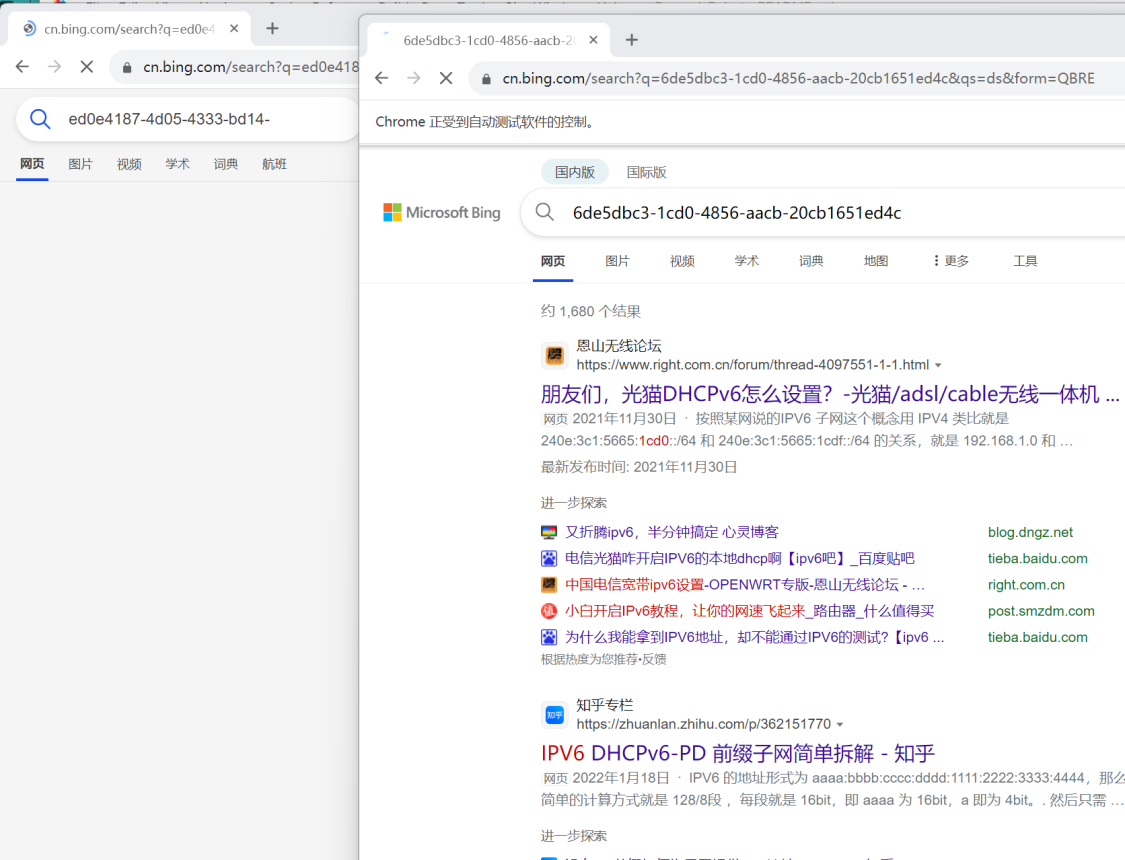 cn.bing.com/search?q=ed0e4
cn.bing.com/search?q=ed0e418
ed0e4187-4d05-4333-bd14-
网页 图片 视频 学术 词典 航班
6de5dbc3-1cd0-4856-aacb-20
cn.bing.com/search?q=6de5dbc3-1cd0-4856-aacb-20cb1651ed4c&qs=ds&form=QBRE
Chrome 正受到自动测试软件的控制。
国内版 国际版
Microsoft Bing
6de5dbc3-1cd0-4856-aacb-20cb1651ed4c
网页 图片 视频 学术 词典 地图 更多 工具
约 1,680 个结果
恩山无线论坛
https://www.right.com.cn/forum/thread-4097551-1-1.html
朋友们，光猫DHCPv6怎么设置？-光猫/adsl/cable无线一体机 ...
网页 2021年11月30日 · 按照某网说的IPV6 子网这个概念用 IPV4 类比就是
240e:3c1:5665:1cd0::/64 和 240e:3c1:5665:1cdf::/64 的关系，就是 192.168.1.0 和 …
最新发布时间: 2021年11月30日
进一步探索
又折腾ipv6，半分钟搞定 心灵博客 blog.dngz.net
电信光猫咋开启IPV6的本地dhcp啊【ipv6吧】_百度贴吧 tieba.baidu.com
中国电信宽带ipv6设置-OPENWRT专版-恩山无线论坛 - … right.com.cn
小白开启IPv6教程，让你的网速飞起来_路由器_什么值得买 post.smzdm.com
为什么我能拿到IPV6地址，却不能通过IPV6的测试?【ipv6 ... tieba.baidu.com
根据热度为您推荐•反馈
知乎专栏
https://zhuanlan.zhihu.com/p/362151770
IPV6 DHCPv6-PD 前缀子网简单拆解 - 知乎
网页 2022年1月18日 · IPV6 的地址形式为 aaaa:bbbb:cccc:dddd:1111:2222:3333:4444，那么
简单的计算方式就是 128/8段 ，每段就是 16bit，即 aaaa 为 16bit，a 即为 4bit。. 然后只需 …
进一步探索